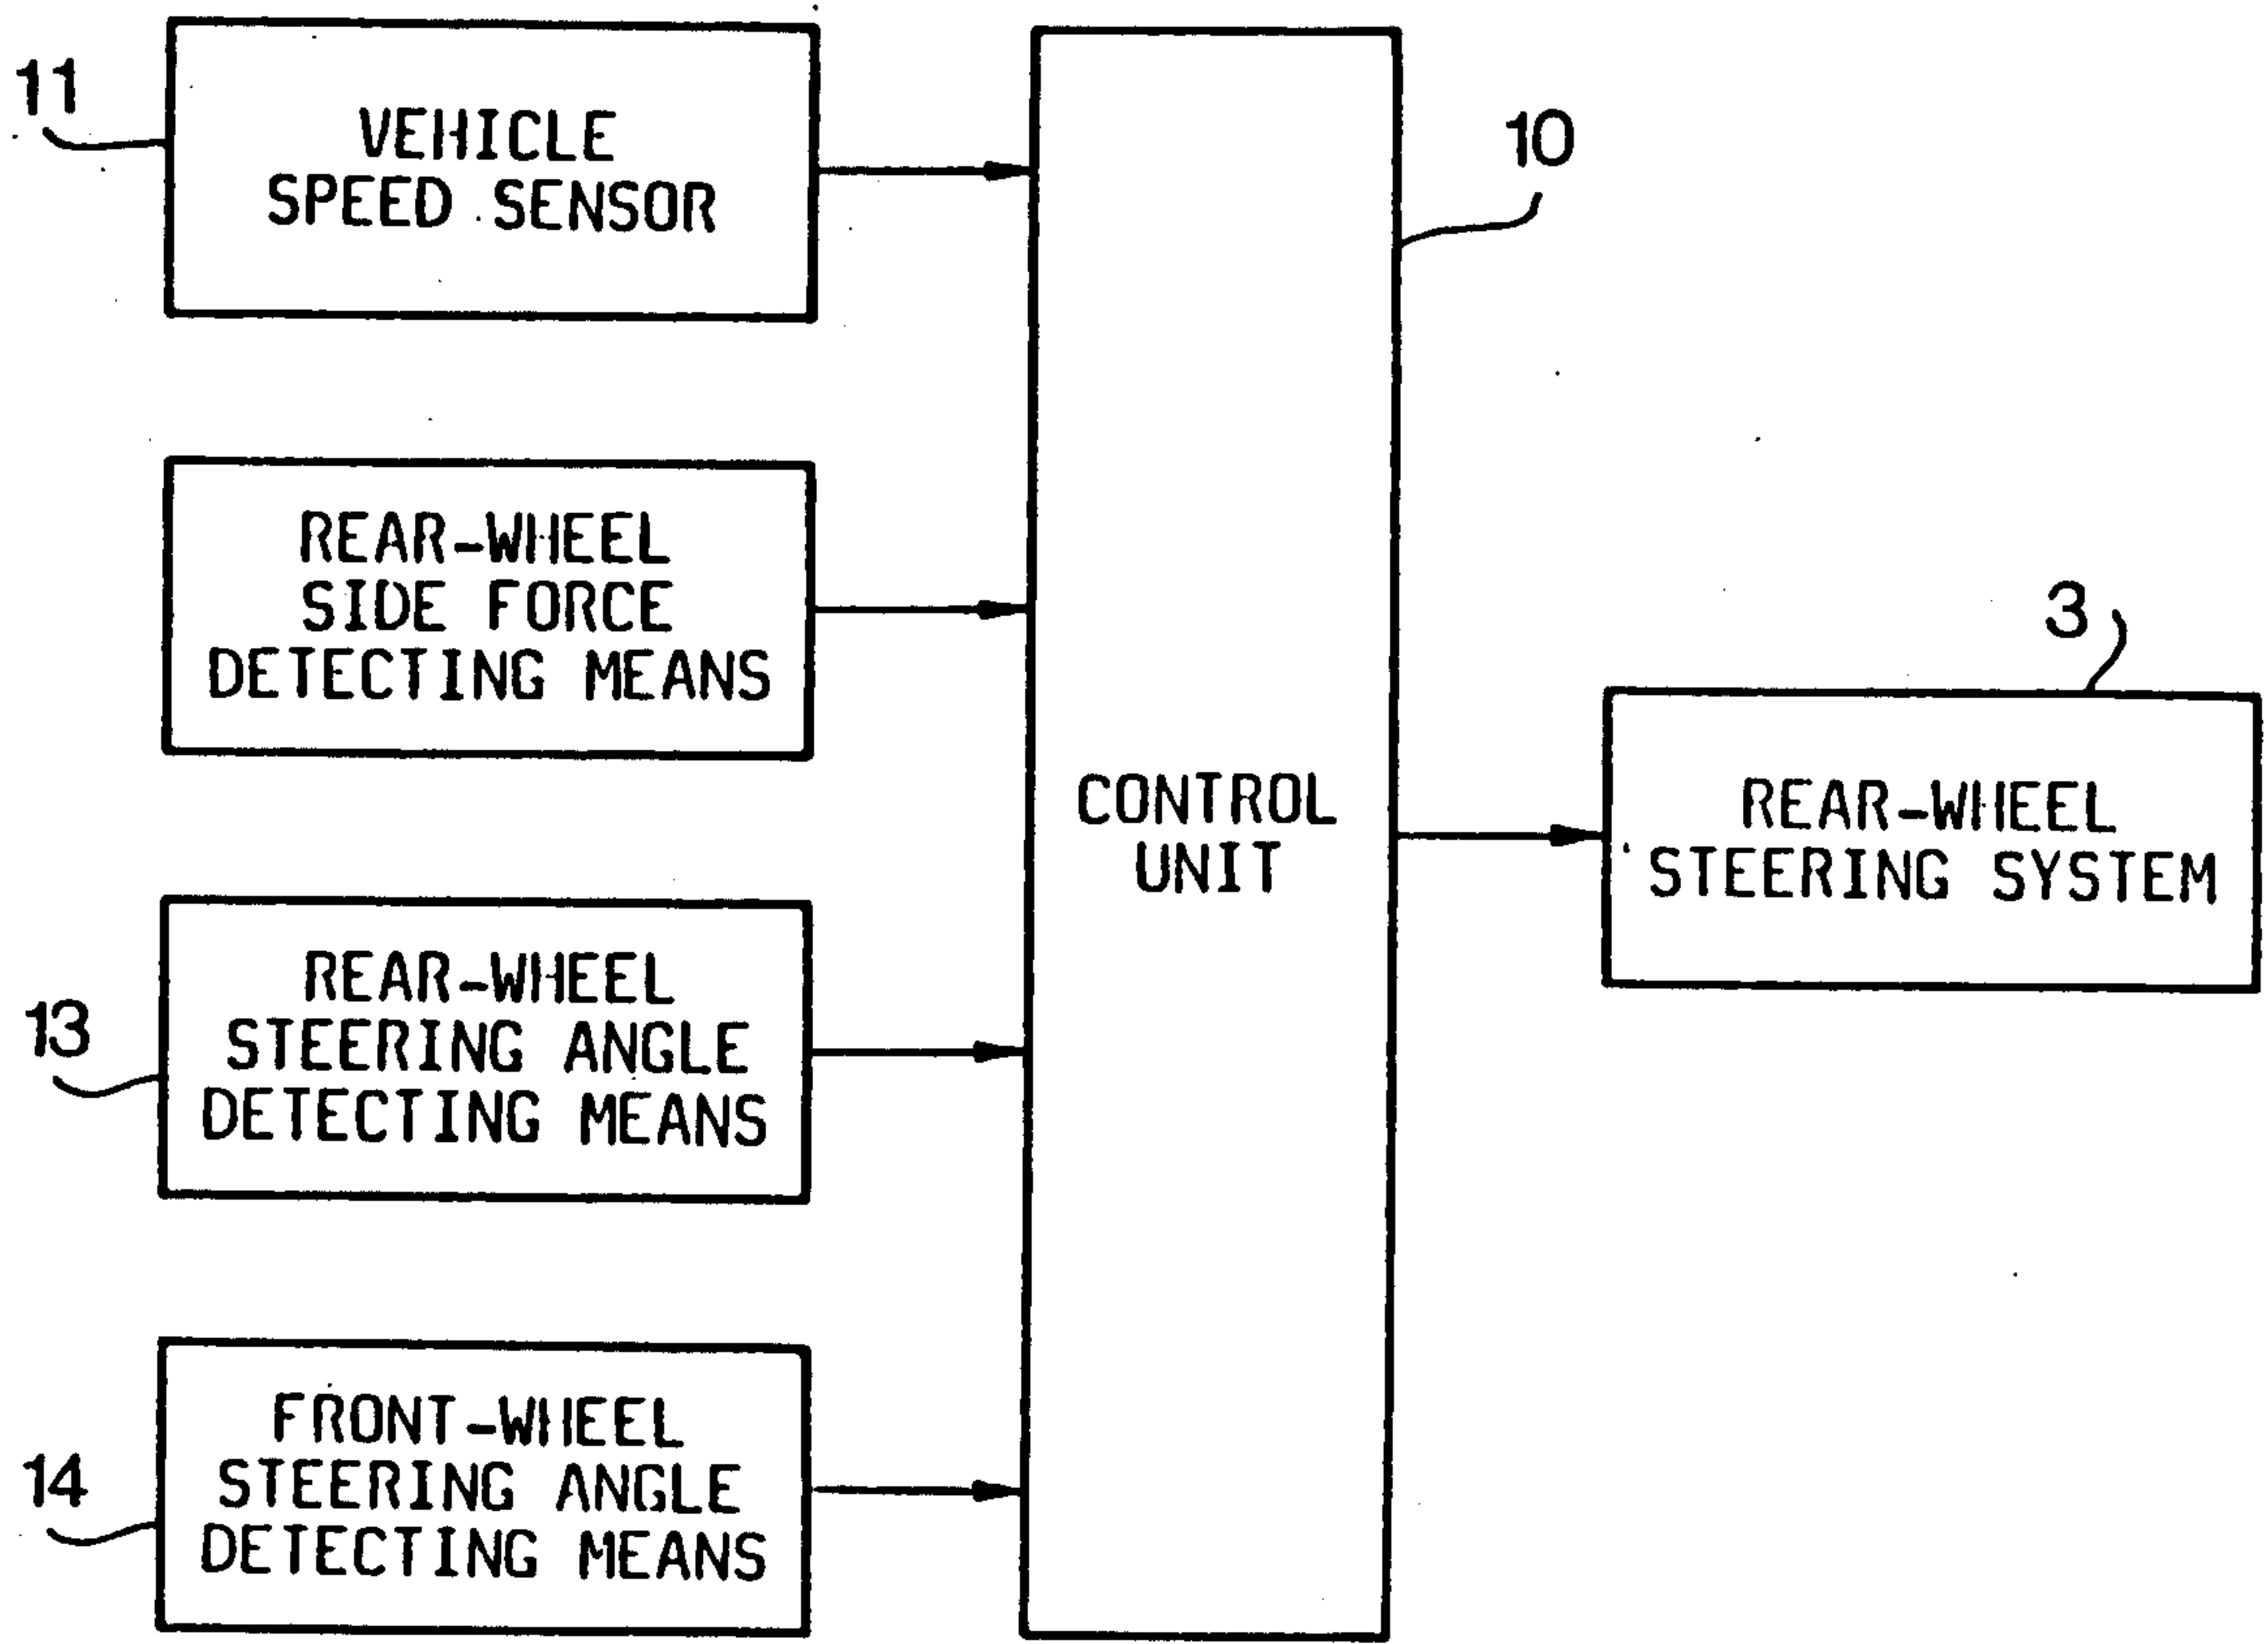 11
VEHICLE
SPEED SENSOR
10
REAR-WHEEL
SIDE FORCE
DETECTING MEANS
CONTROL
UNIT
3
REAR-WHEEL
STEERING SYSTEM
13
REAR-WHEEL
STEERING ANGLE
DETECTING MEANS
14
FRONT-WHEEL
STEERING ANGLE
DETECTING MEANS